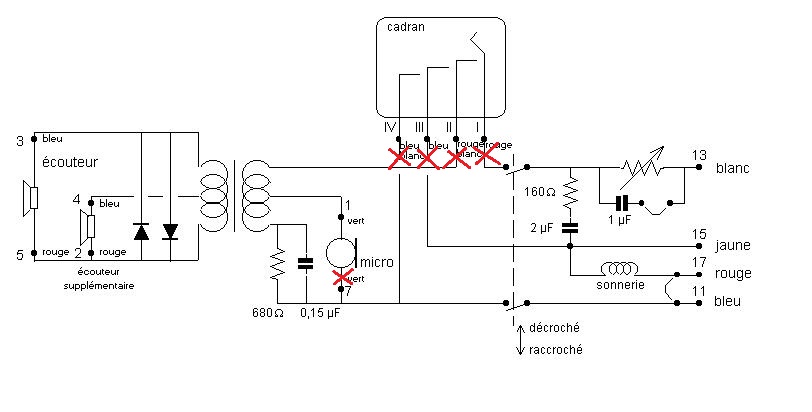 cadran
IV III II I
bleu blanc
bleu
rouge blanc
rouge
3 bleu
écouteur
4 bleu
5 rouge
2 rouge
écouteur
supplémentaire
1
vert
micro
vert
7
680Ω
0,15 µF
160Ω
2 µF
1 µF
13
blanc
15
jaune
17
rouge
sonnerie
11
bleu
décroché
raccroché